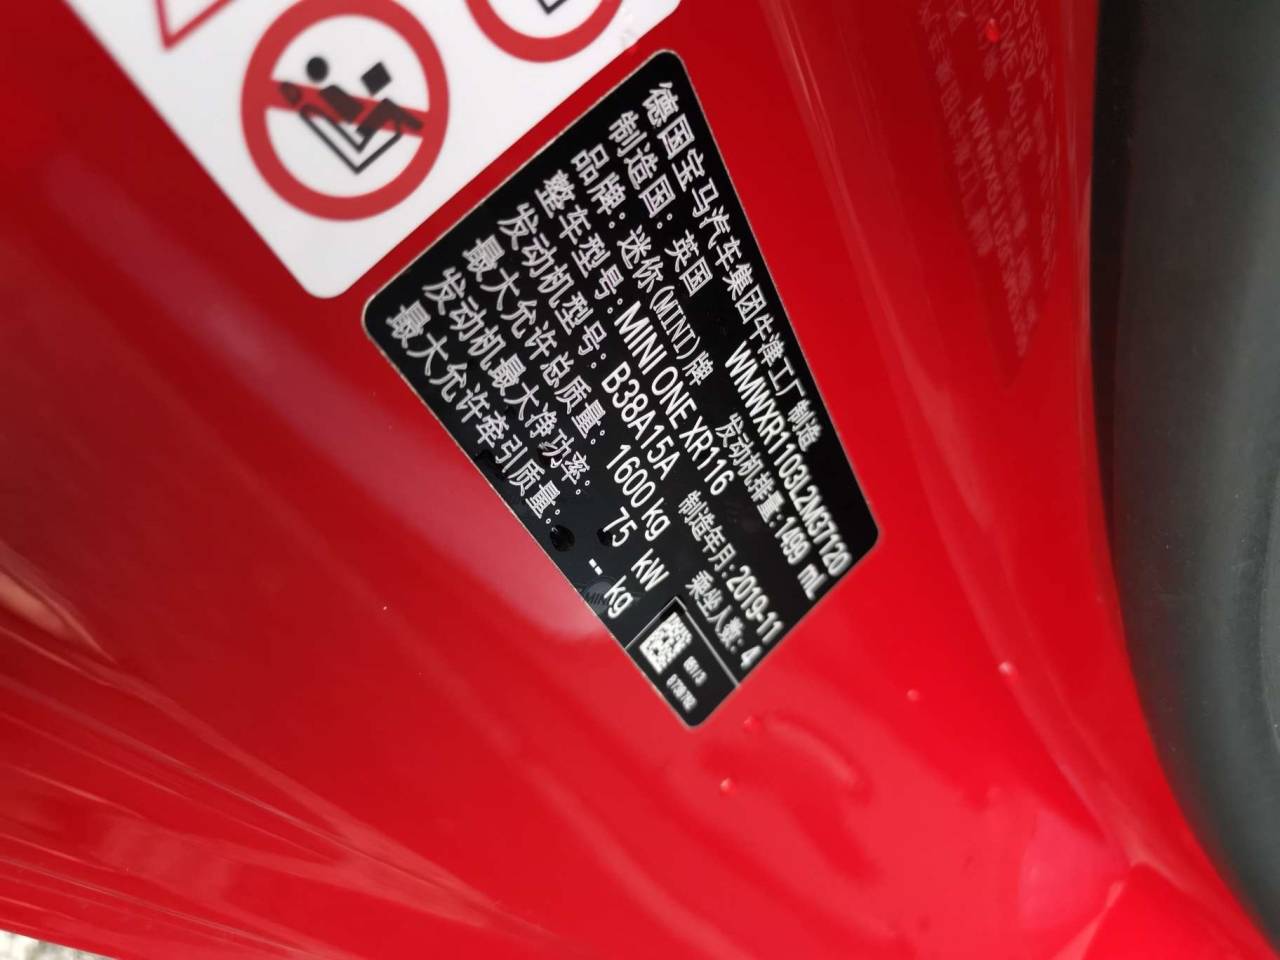 德国宝马汽车集团牛津工厂制造
制造国：英国 WMWXR1103L2M37120
品牌：迷你(MINI)牌 发动机排量：1499 mL
整车型号：MINI ONE XR116 制造年月：2019-11
发动机型号：B38A15A 乘坐人数：4
最大允许总质量：1600 kg
发动机最大净功率：75 kW
最大允许牵引质量：-- kg